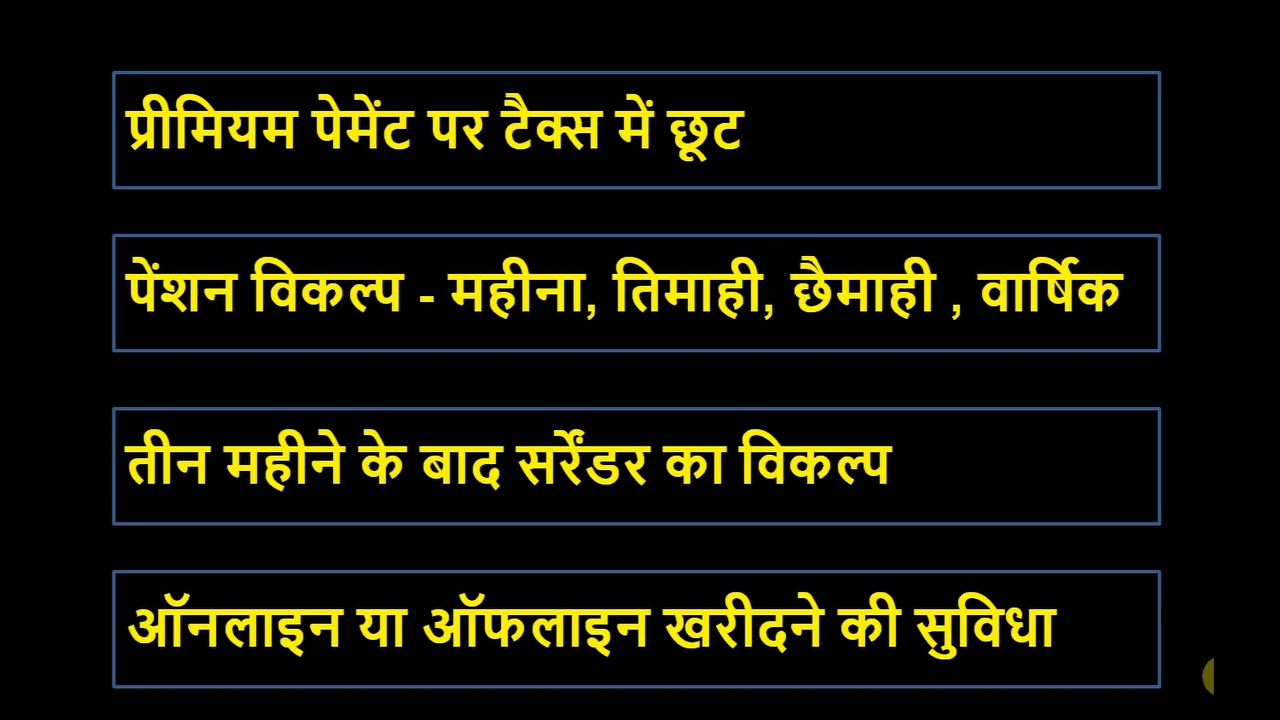 प्रीमियम पेमेंट पर टैक्स में छूट
पेंशन विकल्प - महीना, तिमाही, छैमाही , वार्षिक
तीन महीने के बाद सर्रेंडर का विकल्प
ऑनलाइन या ऑफलाइन खरीदने की सुविधा